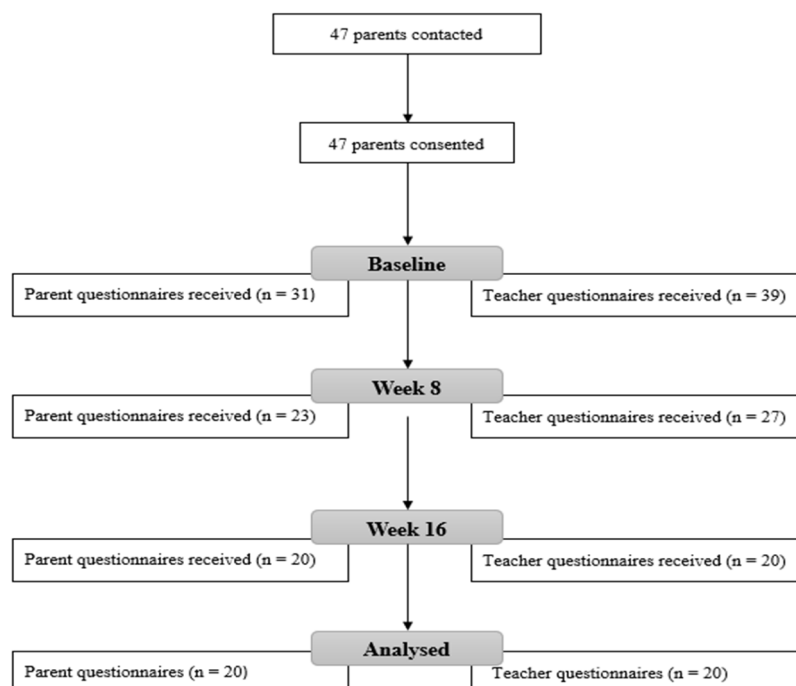 47 parents contacted
47 parents consented
Baseline
Parent questionnaires received (n = 31)
Teacher questionnaires received (n = 39)
Week 8
Parent questionnaires received (n = 23)
Teacher questionnaires received (n = 27)
Week 16
Parent questionnaires received (n = 20)
Teacher questionnaires received (n = 20)
Analysed
Parent questionnaires (n = 20)
Teacher questionnaires (n = 20)